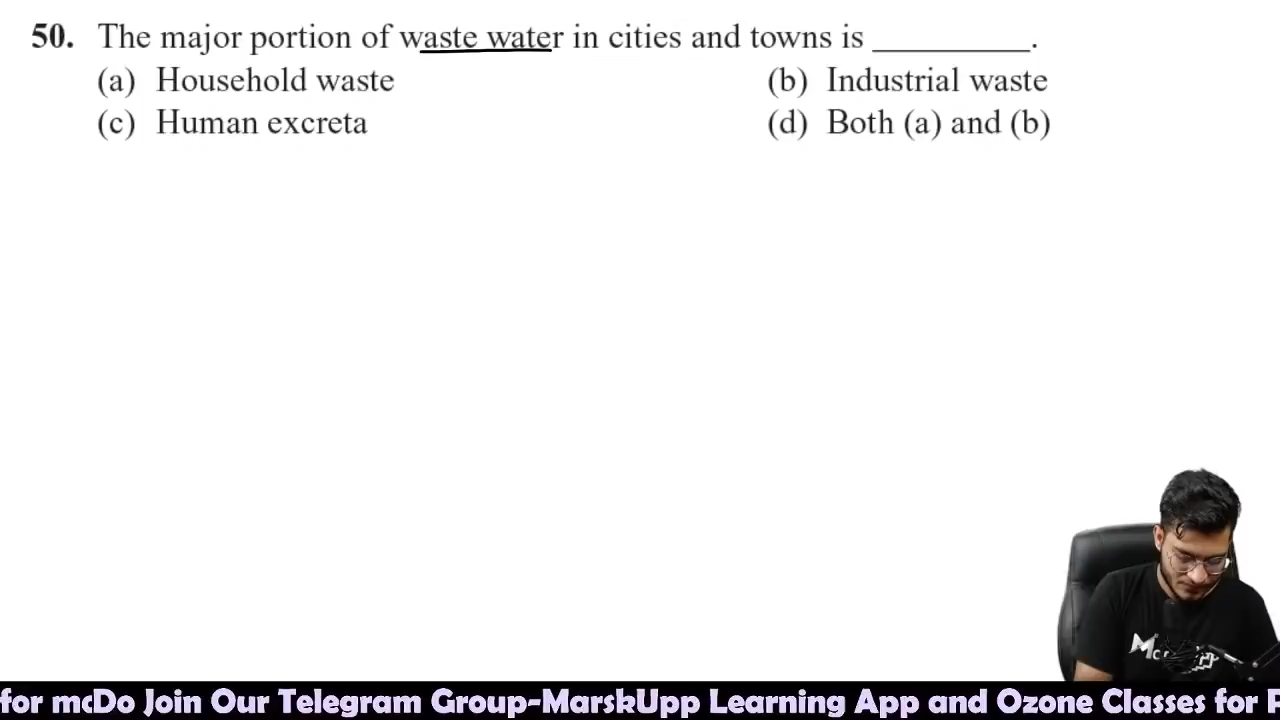 50. The major portion of waste water in cities and towns is __________.
(a) Household waste (b) Industrial waste
(c) Human excreta (d) Both (a) and (b)
for mcDo Join Our Telegram Group-MarskUpp Learning App and Ozone Classes for